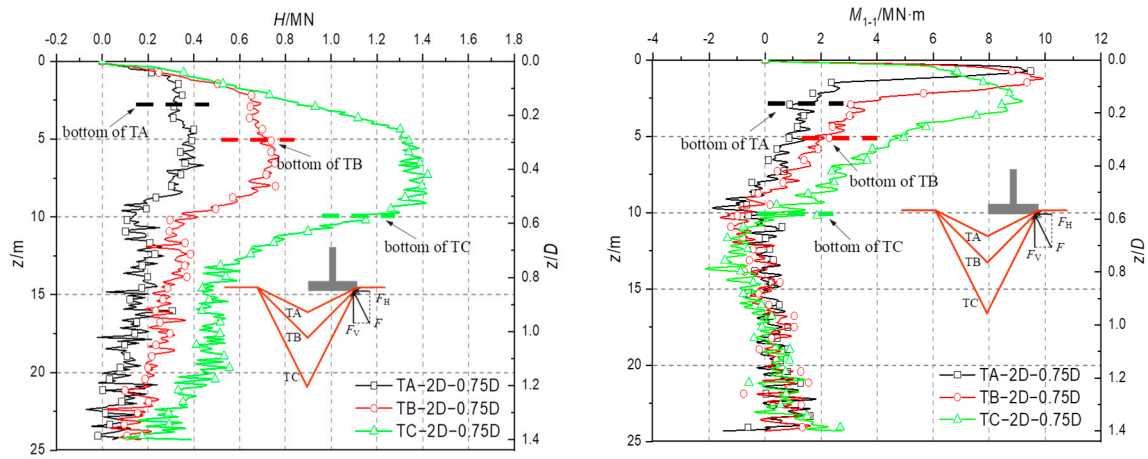 H/MN
-0.2 0.0 0.2 0.4 0.6 0.8 1.0 1.2 1.4 1.6 1.8
0
5
10
15
20
25
z/m
0.0
0.2
0.4
0.6
0.8
1.0
1.2
1.4
z/D
bottom of TA
bottom of TB
bottom of TC
TA
TB
TC
FH
FV
F
TA-2D-0.75D
TB-2D-0.75D
TC-2D-0.75D
M1-1/MN·m
-4 -2 0 2 4 6 8 10 12
0
5
10
15
20
25
z/m
0.0
0.2
0.4
0.6
0.8
1.0
1.2
1.4
z/D
bottom of TA
bottom of TB
bottom of TC
TA
TB
TC
FH
FV
F
TA-2D-0.75D
TB-2D-0.75D
TC-2D-0.75D